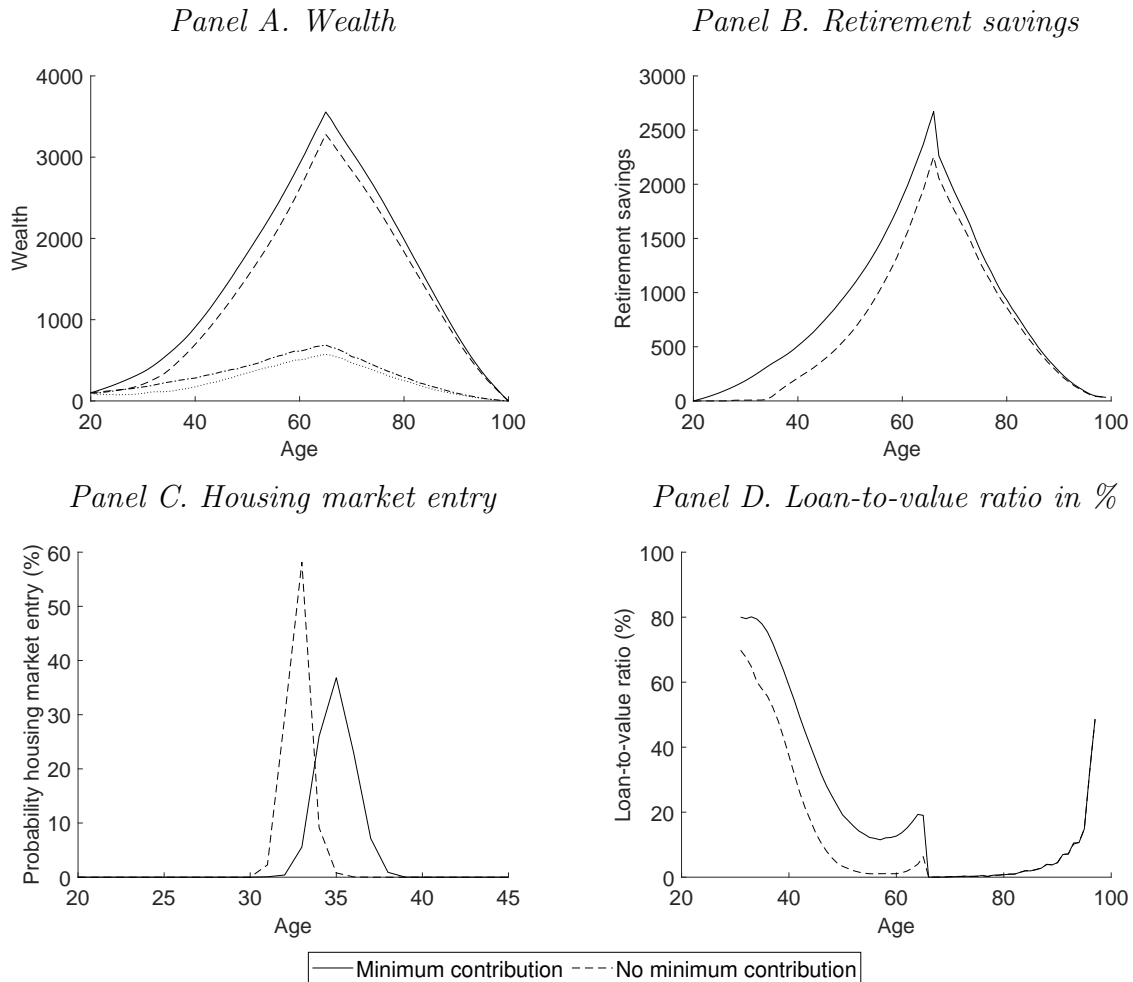 Panel A. Wealth
4000
3000
2000
1000
0
20 40 60 80 100
Wealth
Age
Panel B. Retirement savings
3000
2500
2000
1500
1000
500
0
20 40 60 80 100
Retirement savings
Age
Panel C. Housing market entry
60
50
40
30
20
10
0
20 25 30 35 40 45
Probability housing market entry (%)
Age
Panel D. Loan-to-value ratio in %
100
80
60
40
20
0
20 40 60 80 100
Loan-to-value ratio (%)
Age
Minimum contribution No minimum contribution